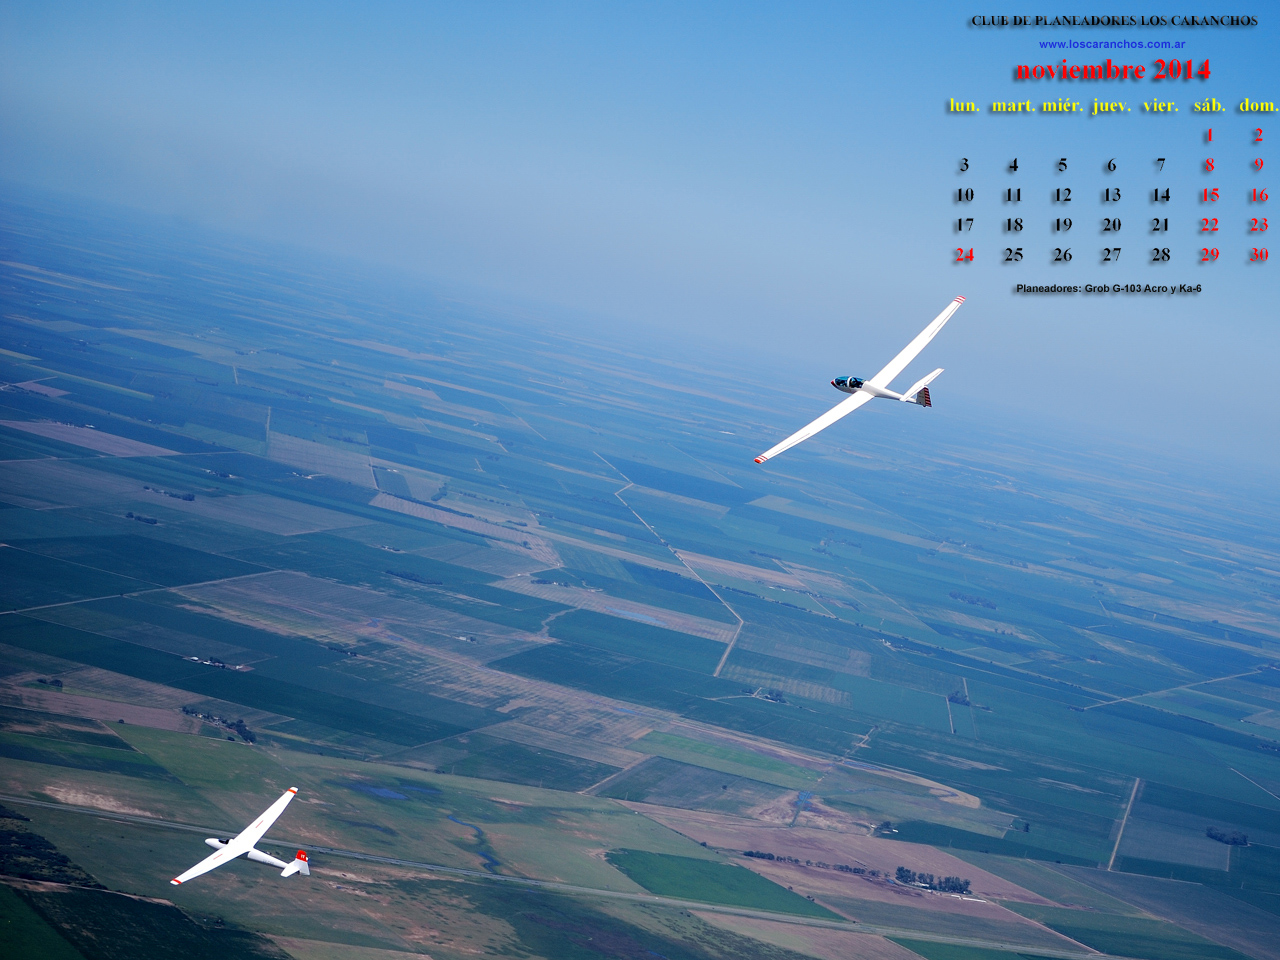 CLUB DE PLANEADORES LOS CARANCHOS
www.loscaranchos.com.ar
noviembre 2014
lun. mart. miér. juev. vier. sáb. dom.
1 2
3 4 5 6 7 8 9
10 11 12 13 14 15 16
17 18 19 20 21 22 23
24 25 26 27 28 29 30
Planeadores: Grob G-103 Acro y Ka-6